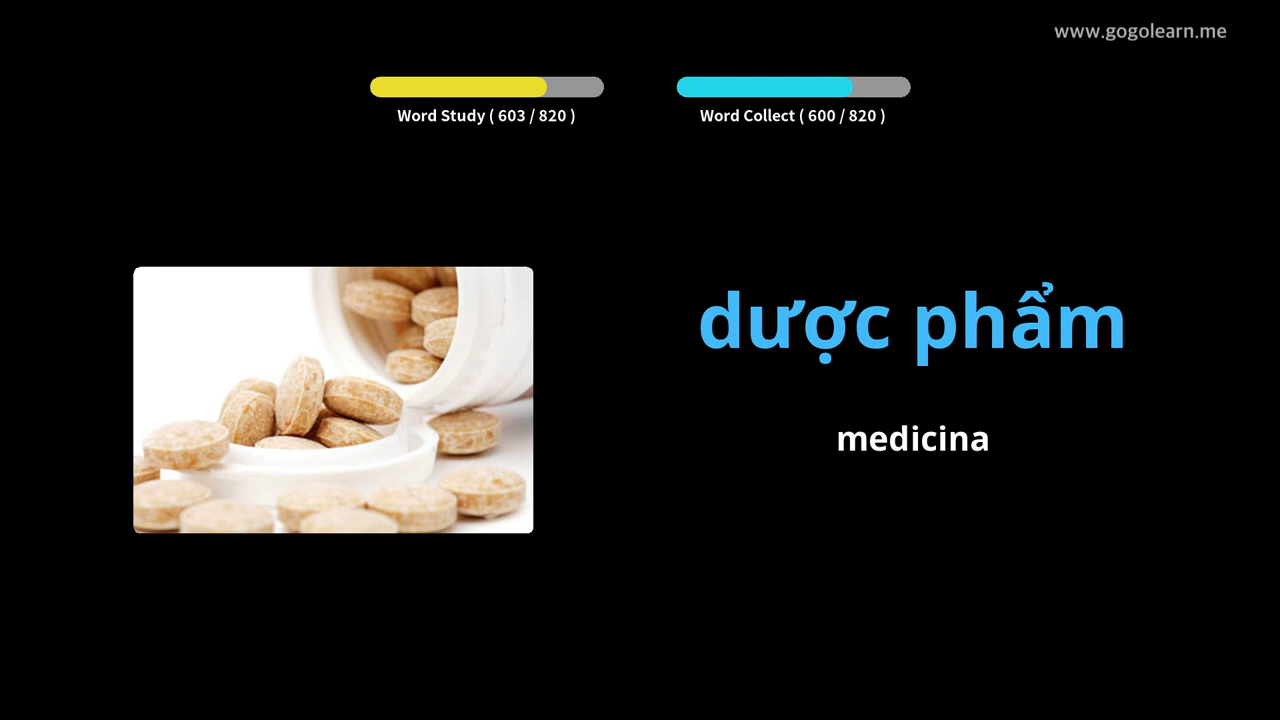 www.gogolearn.me
Word Study ( 603 / 820 )
Word Collect ( 600 / 820 )
dược phẩm
medicina